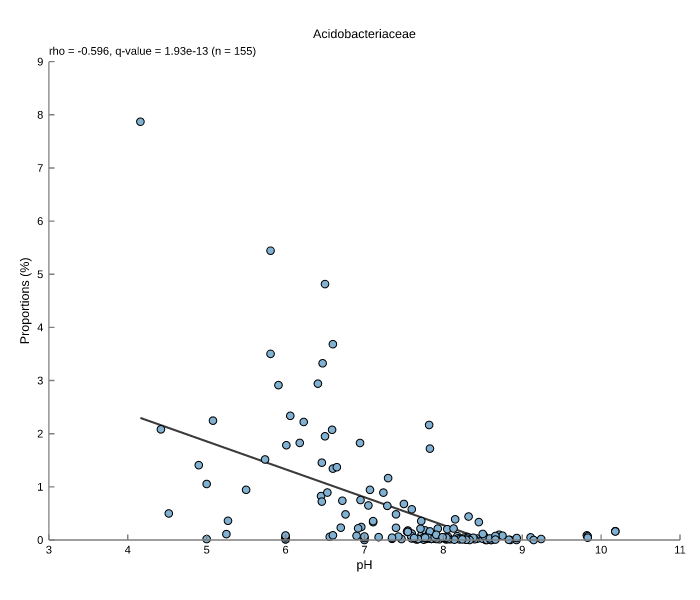 Acidobacteriaceae
rho = -0.596, q-value = 1.93e-13 (n = 155)
9
8
7
6
5
4
3
2
1
0
Proportions (%)
3 4 5 6 7 8 9 10 11
pH